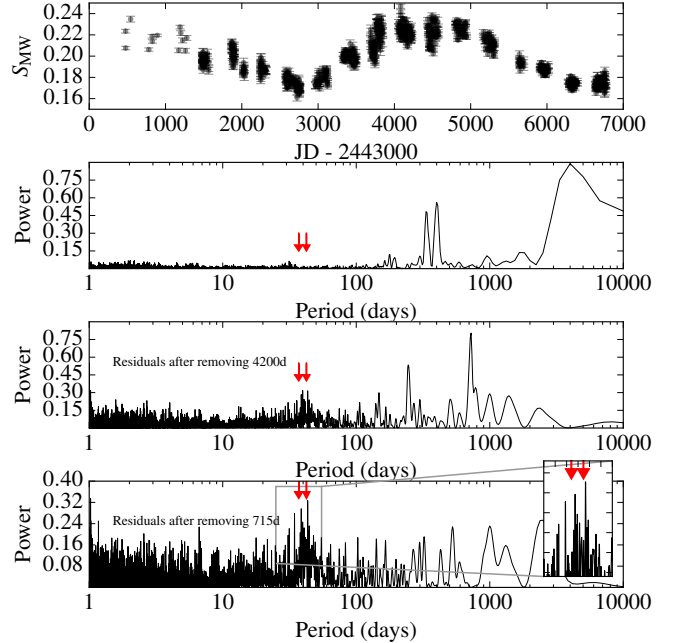 0.24
0.22
0.20
0.18
0.16
S_MW
0 1000 2000 3000 4000 5000 6000 7000
JD - 2443000
0.75
0.60
0.45
0.30
0.15
Power
1 10 100 1000 10000
Period (days)
0.75
0.60
0.45
0.30
0.15
Power
Residuals after removing 4200d
1 10 100 1000 10000
Period (days)
0.40
0.32
0.24
0.16
0.08
Power
Residuals after removing 715d
1 10 100 1000 10000
Period (days)